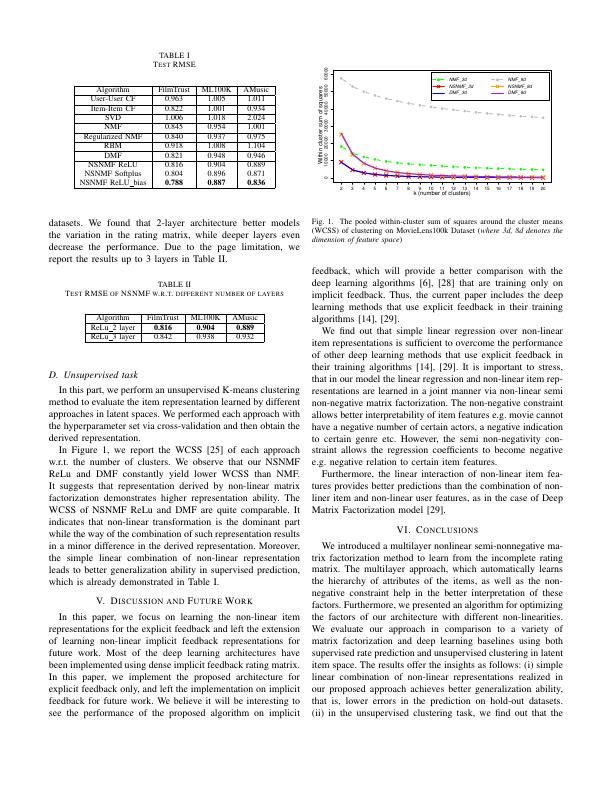 TABLE I
TEST RMSE
Algorithm FilmTrust ML100K AMusic
User-User CF 0.963 1.005 1.011
Item-Item CF 0.822 1.001 0.934
SVD 1.006 1.018 2.024
NMF 0.845 0.954 1.001
Regularized NMF 0.840 0.937 0.975
RBM 0.918 1.008 1.104
DMF 0.821 0.948 0.946
NSNMF ReLU 0.816 0.904 0.889
NSNMF Softplus 0.804 0.896 0.871
NSNMF ReLU_bias 0.788 0.887 0.836
datasets. We found that 2-layer architecture better models
the variation in the rating dataset, while deeper layers even
decrease the performance. Due to the page limitation, we
report the results up to 3 layers in Table II.
TABLE II
TEST RMSE OF NSNMF W.R.T. DIFFERENT NUMBER OF LAYERS
Algorithm FilmTrust ML100K AMusic
ReLu_2 layer 0.816 0.904 0.889
ReLu_3 layer 0.842 0.938 0.932
D. Unsupervised task
In this part, we perform an unsupervised K-means clustering
method to evaluate the item representation learned by different
approaches in latent spaces. We performed each approach with
the hyperparameter set via cross-validation and then obtain the
derived representation.
In Figure 1, we report the WCSS [25] of each approach
w.r.t. the number of clusters. We observe that our NSNMF
ReLu and DMF constantly yield lower WCSS than NMF.
It suggests that representation derived by non-linear matrix
factorization demonstrates higher representation ability. The
WCSS of NSNMF ReLu and DMF are quite comparable. It
indicates that non-linear transformation is the dominant part
while the way of the combination of such representation results
in a minor difference in the derived representation. Moreover,
the simple linear combination of non-linear representation
leads to better generalization ability in supervised prediction,
which is already demonstrated in Table I.
V. DISCUSSION AND FUTURE WORK
In this paper, we focus on learning the non-linear item
representations for the explicit feedback and left the extension
of learning non-linear implicit feedback representations for
future work. Most of the deep learning architectures have
been implemented using dense implicit feedback rating matrix.
In this paper, we implement the proposed architecture for
explicit feedback only, and left the implementation on implicit
feedback for future work. We believe it will be interesting to
see the performance of the proposed algorithm on implicit
Within cluster sum of squares
0 10000 20000 30000 40000 50000 60000
NMF_3d NMF_8d
NSNMF_3d NSNMF_8d
DMF_3d DMF_8d
2 3 4 5 6 7 8 9 10 11 12 13 14 15 16 17 18 19 20
k (number of clusters)
Fig. 1. The pooled within-cluster sum of squares around the cluster means
(WCSS) of clustering on MovieLens100k Dataset (where 3d, 8d denotes the
dimension of feature space)
feedback, which will provide a better comparison with the
deep learning algorithms [6], [28] that are training only on
implicit feedback. Thus, the current paper includes the deep
learning methods that use explicit feedback in their training
algorithms [14], [29].
We find out that simple linear regression over non-linear
item representations is sufficient to overcome the performance
of other deep learning methods that use explicit feedback in
their training algorithms [14], [29]. It is important to stress,
that in our model the linear regression and non-linear item rep-
resentations are learned in a joint manner via non-linear semi
non-negative matrix factorization. The non-negative constraint
allows better interpretability of item features e.g. movie cannot
have a negative number of certain actors, a negative indication
to certain genre etc. However, the semi non-negativity con-
straint allows the regression coefficients to become negative
e.g. negative relation to certain item features.
Furthermore, the linear interaction of non-linear item fea-
tures provides better predictions than the combination of non-
liner item and non-linear user features, as in the case of Deep
Matrix Factorization model [29].
VI. CONCLUSIONS
We introduced a multilayer nonlinear semi-nonnegative ma-
trix factorization method to learn from the incomplete rating
matrix. The multilayer approach, which automatically learns
the hierarchy of attributes of the items, as well as the non-
negative constraint help in the better interpretation of these
factors. Furthermore, we presented an algorithm for optimizing
the factors of our architecture with different non-linearities.
We evaluate our approach in comparison to a variety of
matrix factorization and deep learning baselines using both
supervised rate prediction and unsupervised clustering in latent
item space. The results offer the insights as follows: (i) simple
linear combination of non-linear representations realized in
our proposed approach achieves better generalization ability,
that is, lower errors in the prediction on hold-out datasets.
(ii) in the unsupervised clustering task, we find out that the